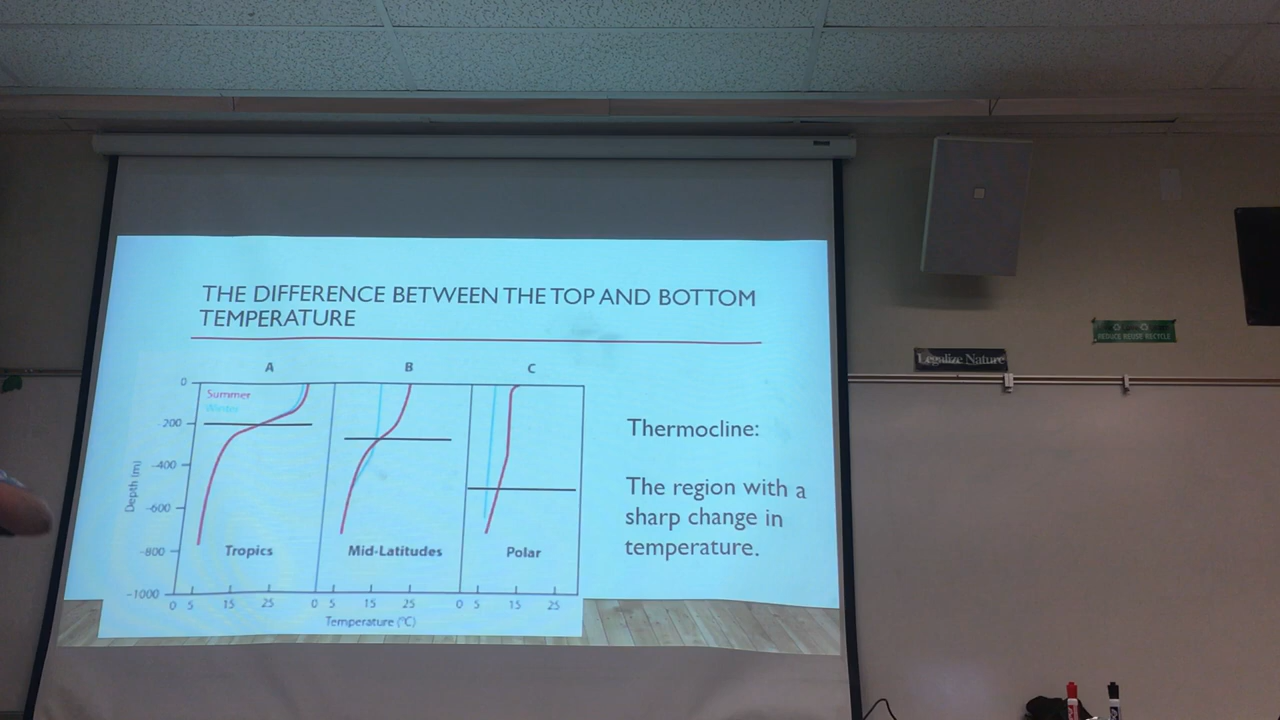 THE DIFFERENCE BETWEEN THE TOP AND BOTTOM
TEMPERATURE
A B C
Summer
Winter
0
-200
-400
-600
-800
-1000
Depth (m)
Tropics Mid-Latitudes Polar
0 5 15 25 0 5 15 25 0 5 15 25
Temperature (°C)
Thermocline:
The region with a
sharp change in
temperature.
REDUCE REUSE RECYCLE
Legalize Nature